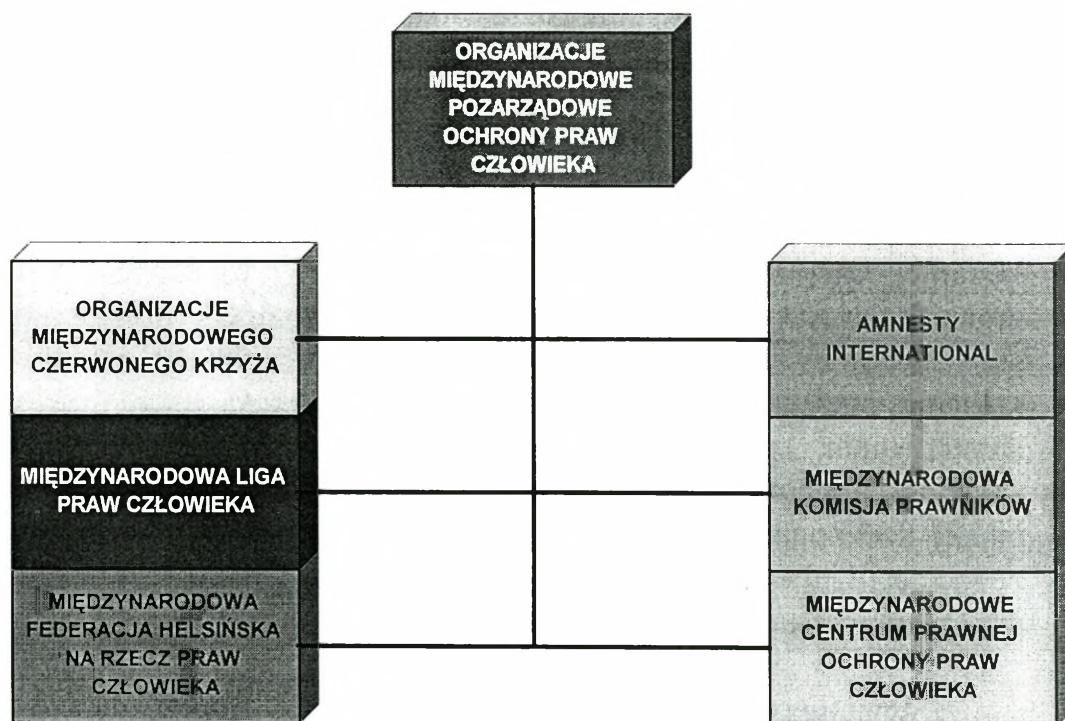 ORGANIZACJE
MIĘDZYNARODOWE
POZARZĄDOWE
OCHRONY PRAW
CZŁOWIEKA
ORGANIZACJE
MIĘDZYNARODOWEGO
CZERWONEGO KRZYŻA
MIĘDZYNARODOWA LIGA
PRAW CZŁOWIEKA
MIĘDZYNARODOWA
FEDERACJA HELSIŃSKA
NA RZECZ PRAW
CZŁOWIEKA
AMNESTY
INTERNATIONAL
MIĘDZYNARODOWA
KOMISJA PRAWŃIKÓW
MIĘDZYNARODOWE
CENTRUM PRAWNEJ
OCHRONY PRAW
CZŁOWIEKA